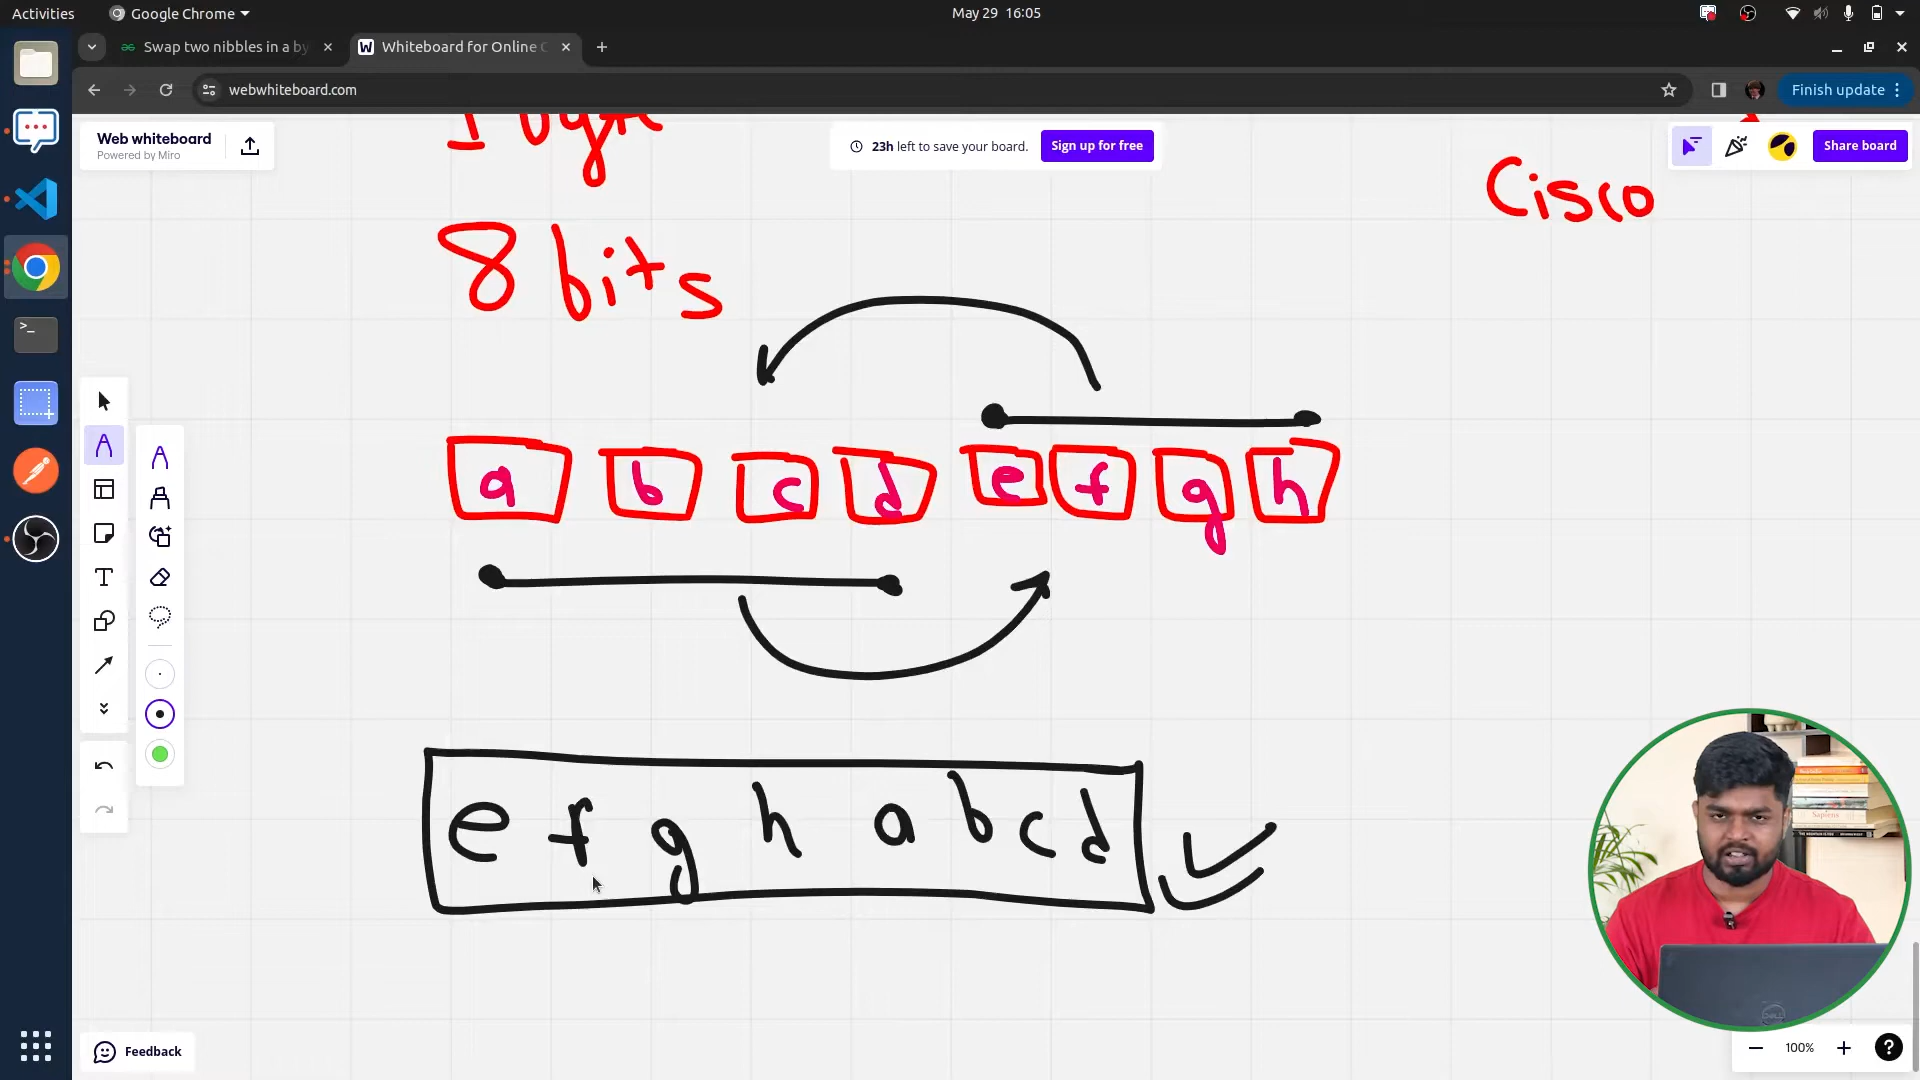 Activities Google Chrome May 29 16:05
Swap two nibbles in a by Whiteboard for Online C
webwhiteboard.com Finish update
1 byte
Web whiteboard
Powered by Miro
23h left to save your board. Sign up for free
Share board
Cisco
8 bits
a b c d e f g h
e f g h a b c d
Feedback
100%